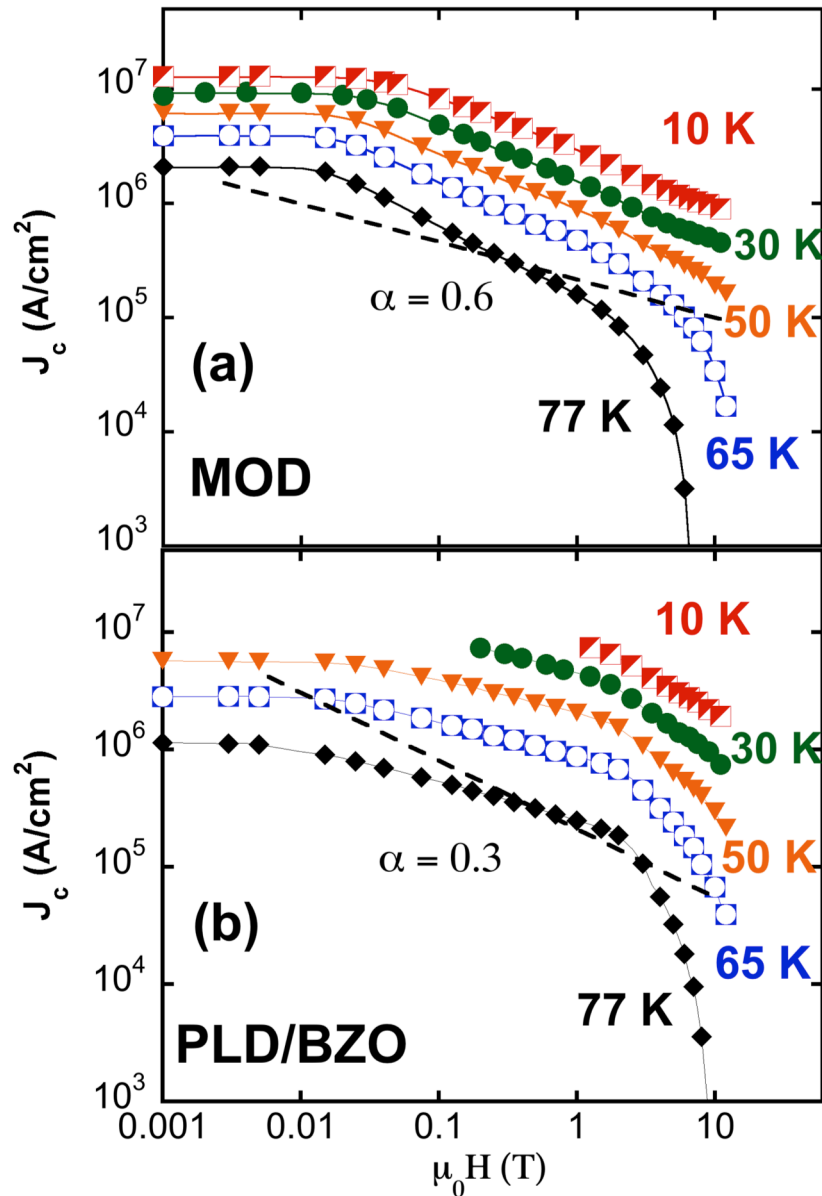 10⁷
10⁶
10⁵
10⁴
10³
J_c (A/cm²)
10 K
30 K
50 K
65 K
77 K
α = 0.6
(a)
MOD
10⁷
10⁶
10⁵
10⁴
10³
J_c (A/cm²)
10 K
30 K
50 K
65 K
77 K
α = 0.3
(b)
PLD/BZO
0.001 0.01 0.1 1 10
μ₀H (T)